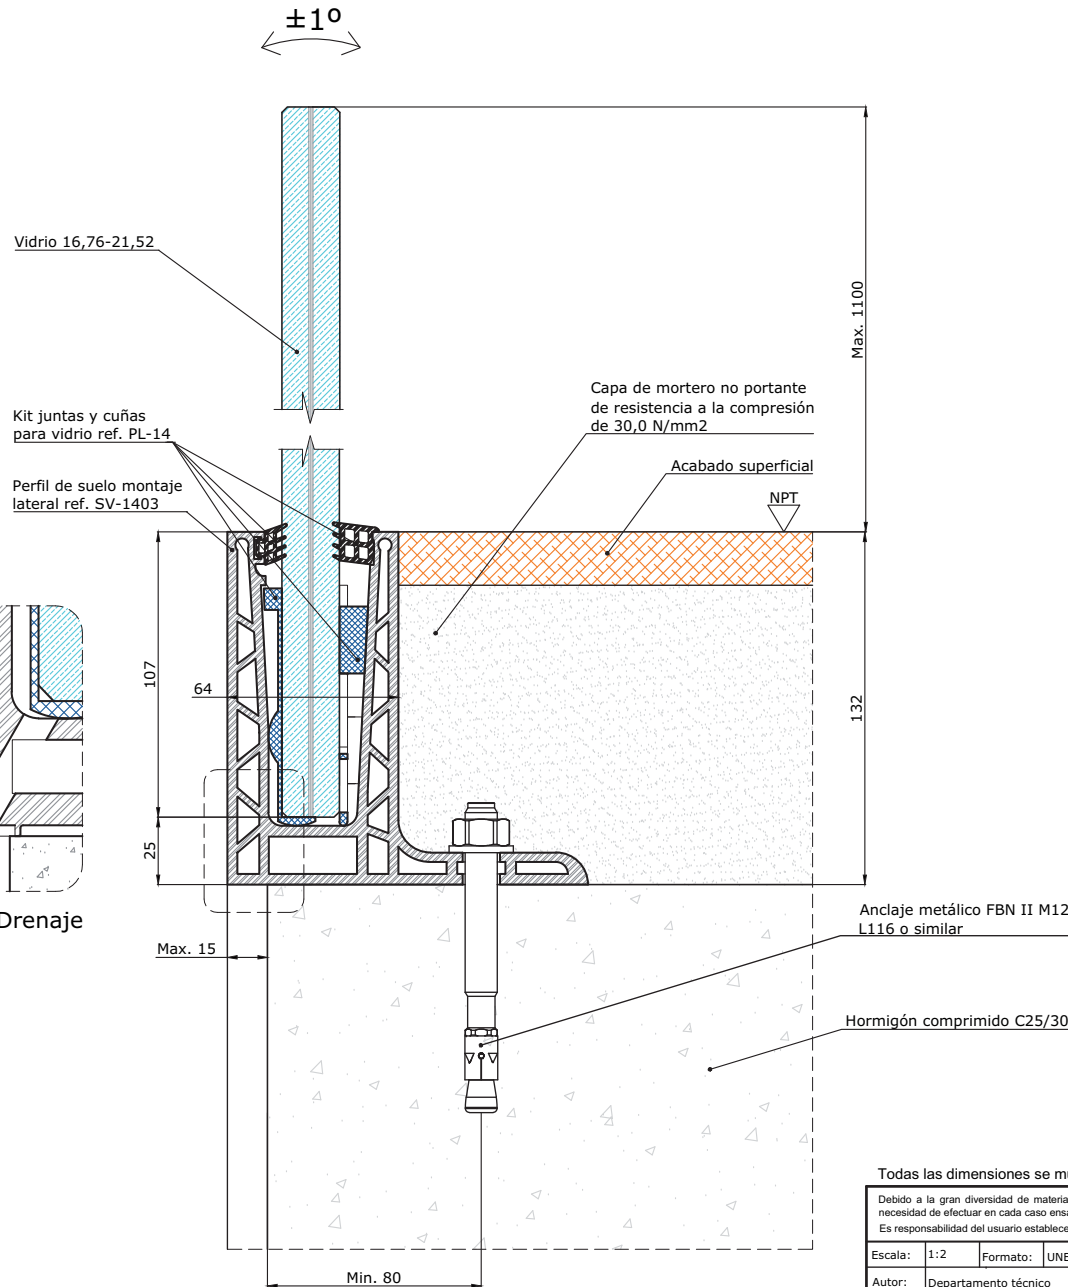 ±1º
Vidrio 16,76-21,52
Max. 1100
Capa de mortero no portante
de resistencia a la compresión
de 30,0 N/mm2
Kit juntas y cuñas
para vidrio ref. PL-14
Acabado superficial
Perfil de suelo montaje
lateral ref. SV-1403
NPT
107
64
132
25
Drenaje
Max. 15
Anclaje metálico FBN II M12
L116 o similar
Hormigón comprimido C25/30
Min. 80
Todas las dimensiones se
Debido a la gran diversidad de
necesidad de efectuar en cada caso
Es responsabilidad del usuario
Escala: 1:2 Formato: UNE
Autor: Departamento técnico